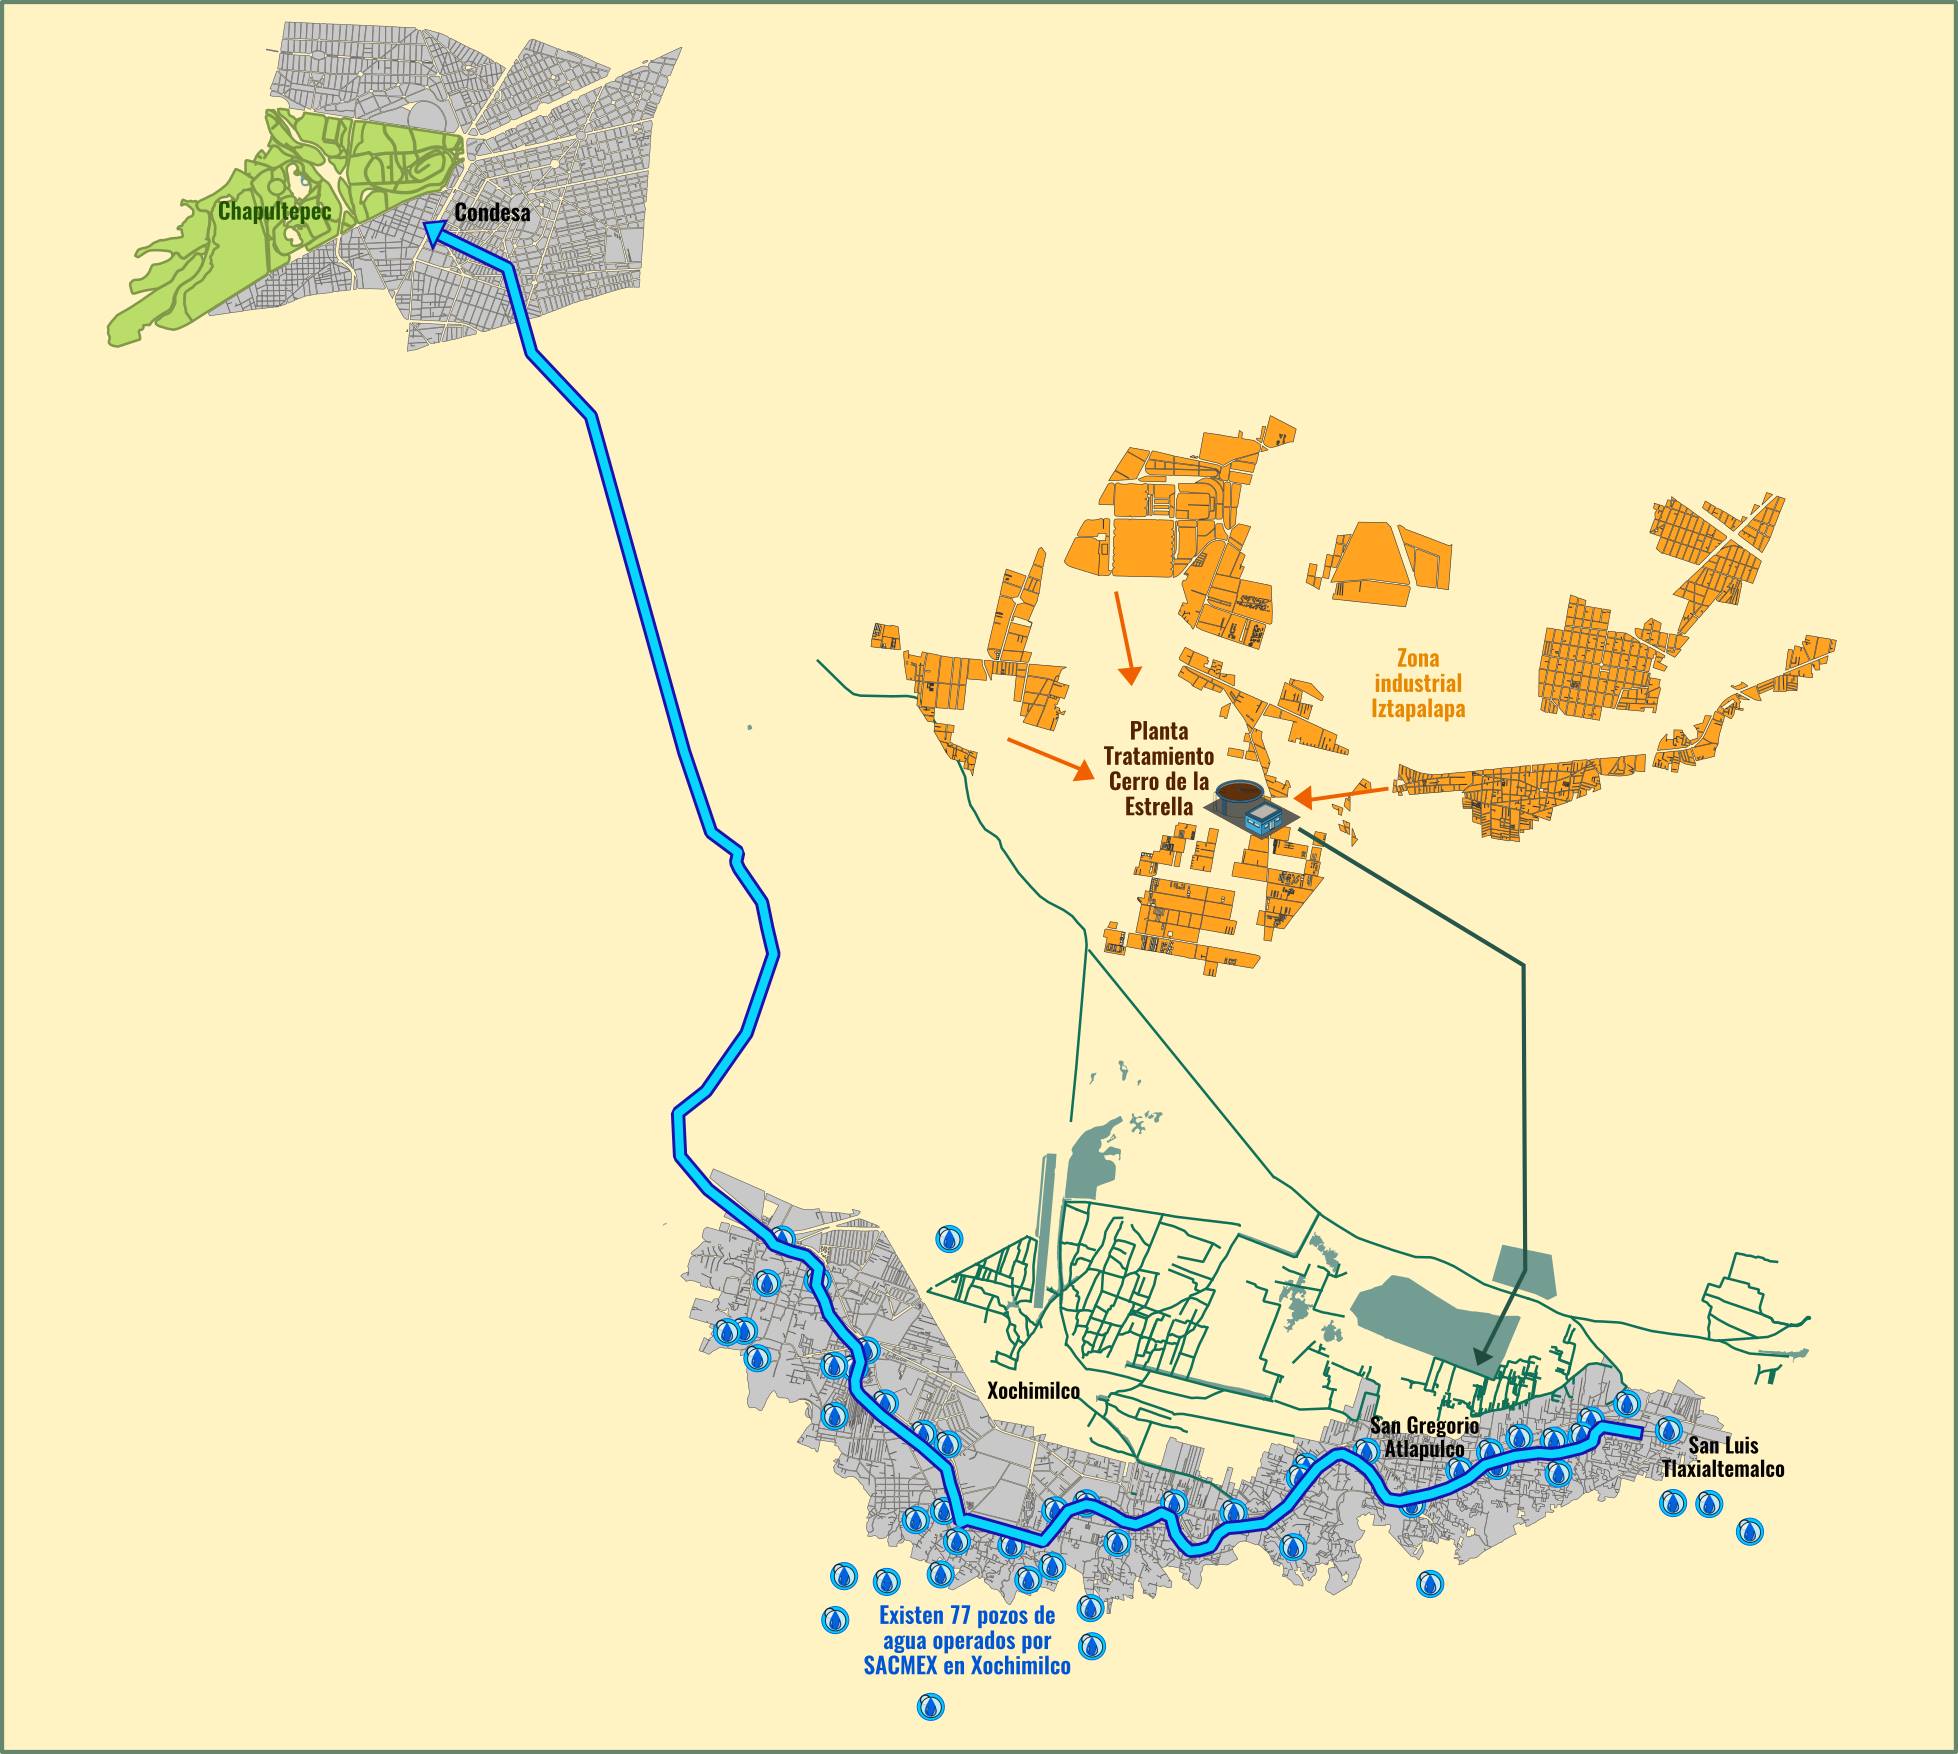 Chapultepec
Condesa
Zona
industrial
Iztapalapa
Planta
Tratamiento
Cerro de la
Estrella
Xochimilco
San Gregorio
Atlapulco
San Luis
Tlaxialtemalco
Existen 77 pozos de
agua operados por
SACMEX en Xochimilco